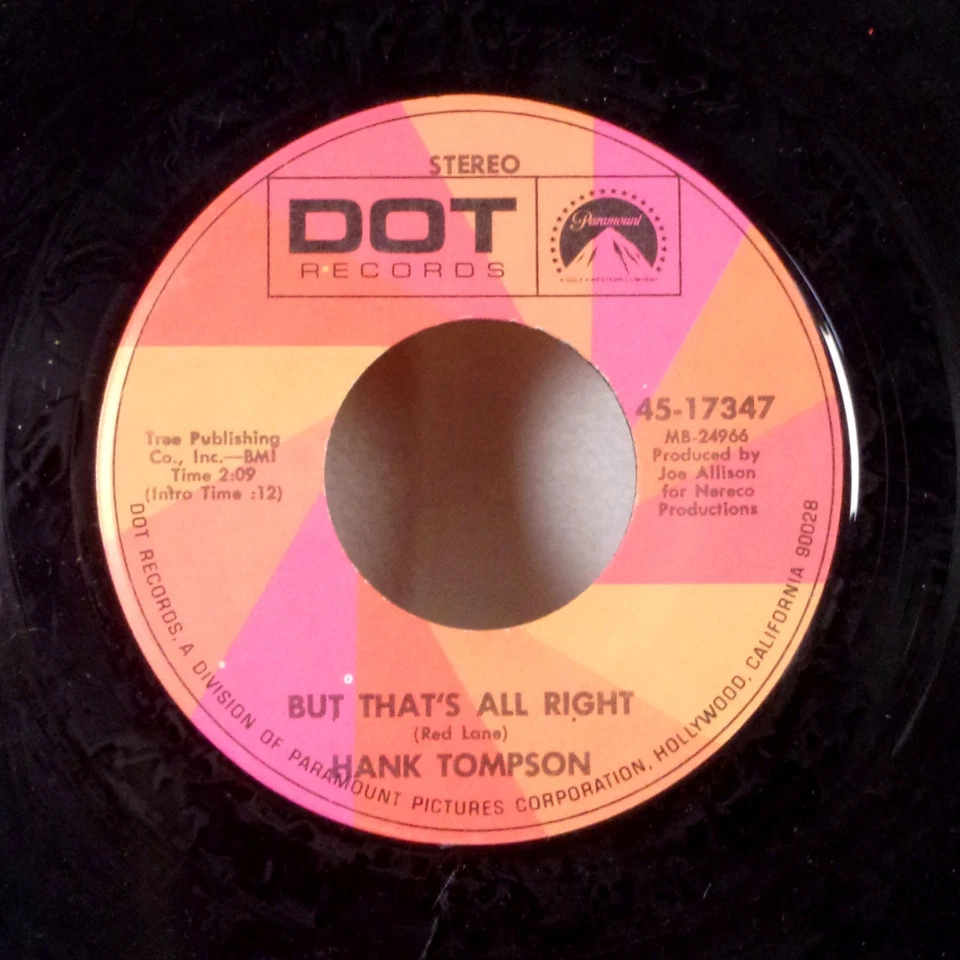 STEREO
DOT
RECORDS
Paramount
A GULF + WESTERN COMPANY
45-17347
MB-24966
Produced by
Joe Allison
for Nereco
Productions
Tree Publishing
Co., Inc.—BMI
Time 2:09
(Intro Time :12)
BUT THAT'S ALL RIGHT
(Red Lane)
HANK TOMPSON
DOT RECORDS, A DIVISION OF PARAMOUNT PICTURES CORPORATION, HOLLYWOOD, CALIFORNIA 90028